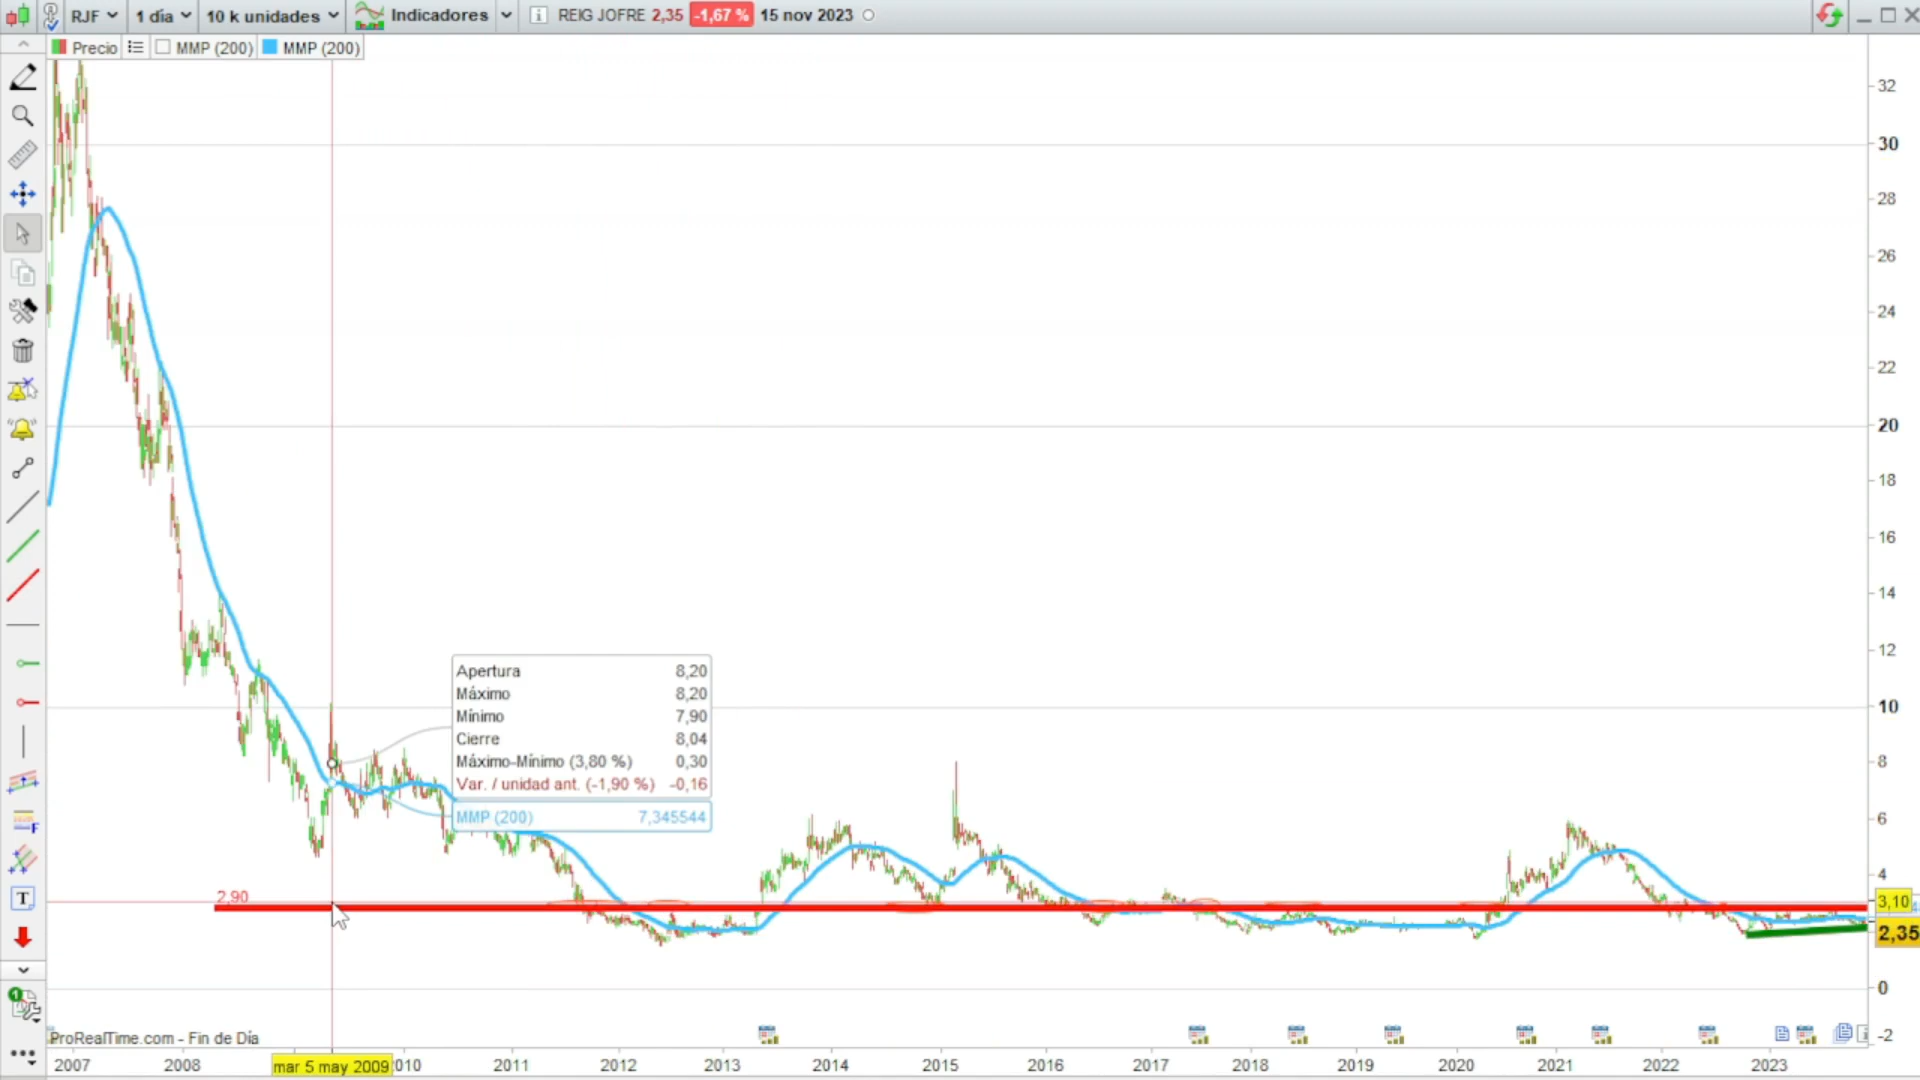 RJF 1 día 10 k unidades Indicadores REIG JOFRE 2,35 -1,67 % 15 nov 2023
Precio MMP (200) MMP (200)
32
30
28
26
24
22
20
18
16
14
12
10
8
6
4
3,10
2,35
0
-2
Apertura 8,20
Máximo 8,20
Mínimo 7,90
Cierre 8,04
Máximo-Mínimo (3,80 %) 0,30
Var. / unidad ant. (-1,90 %) -0,16
MMP (200) 7,345544
2,90
F
T
1
ProRealTime.com - Fin de Día
2007 2008 mar 5 may 2009 010 2011 2012 2013 2014 2015 2016 2017 2018 2019 2020 2021 2022 2023